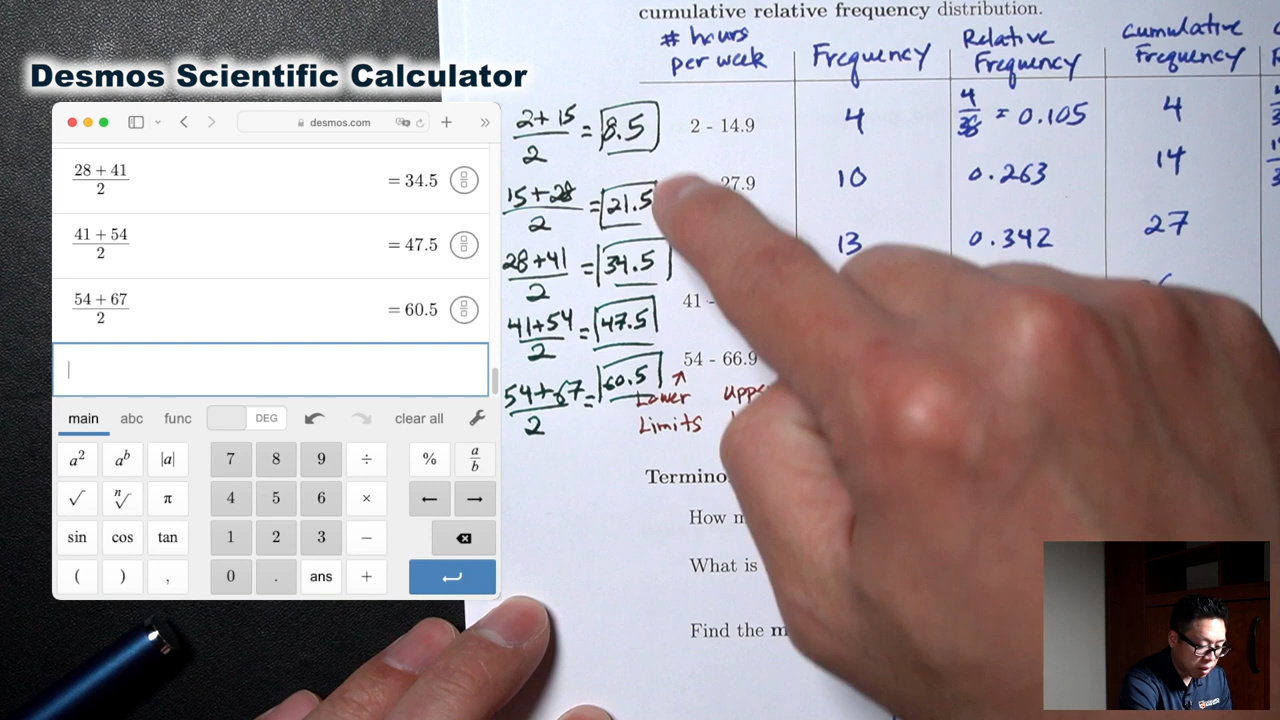 Desmos Scientific Calculator
desmos.com
28 + 41
2
= 34.5
41 + 54
2
= 47.5
54 + 67
2
= 60.5
main abc func DEG clear all
a² aᵇ |a| 7 8 9 ÷ % a/b
√ ⁿ√ π 4 5 6 × ← →
sin cos tan 1 2 3 −
( ) , 0 . ans +
cumulative relative frequency distribution.
# hours per week
Frequency
Relative Frequency
Cumulative Frequency
2+15
2
= 8.5
2 - 14.9 4 4/38 = 0.105 4
15+28
2
= 21.5
27.9 10 0.263 14
28+41
2
= 34.5
13 0.342 27
41+54
2
= 47.5
41 -
54+67
2
= 60.5
54 - 66.9
Lower
Limits
How
What is
Find the